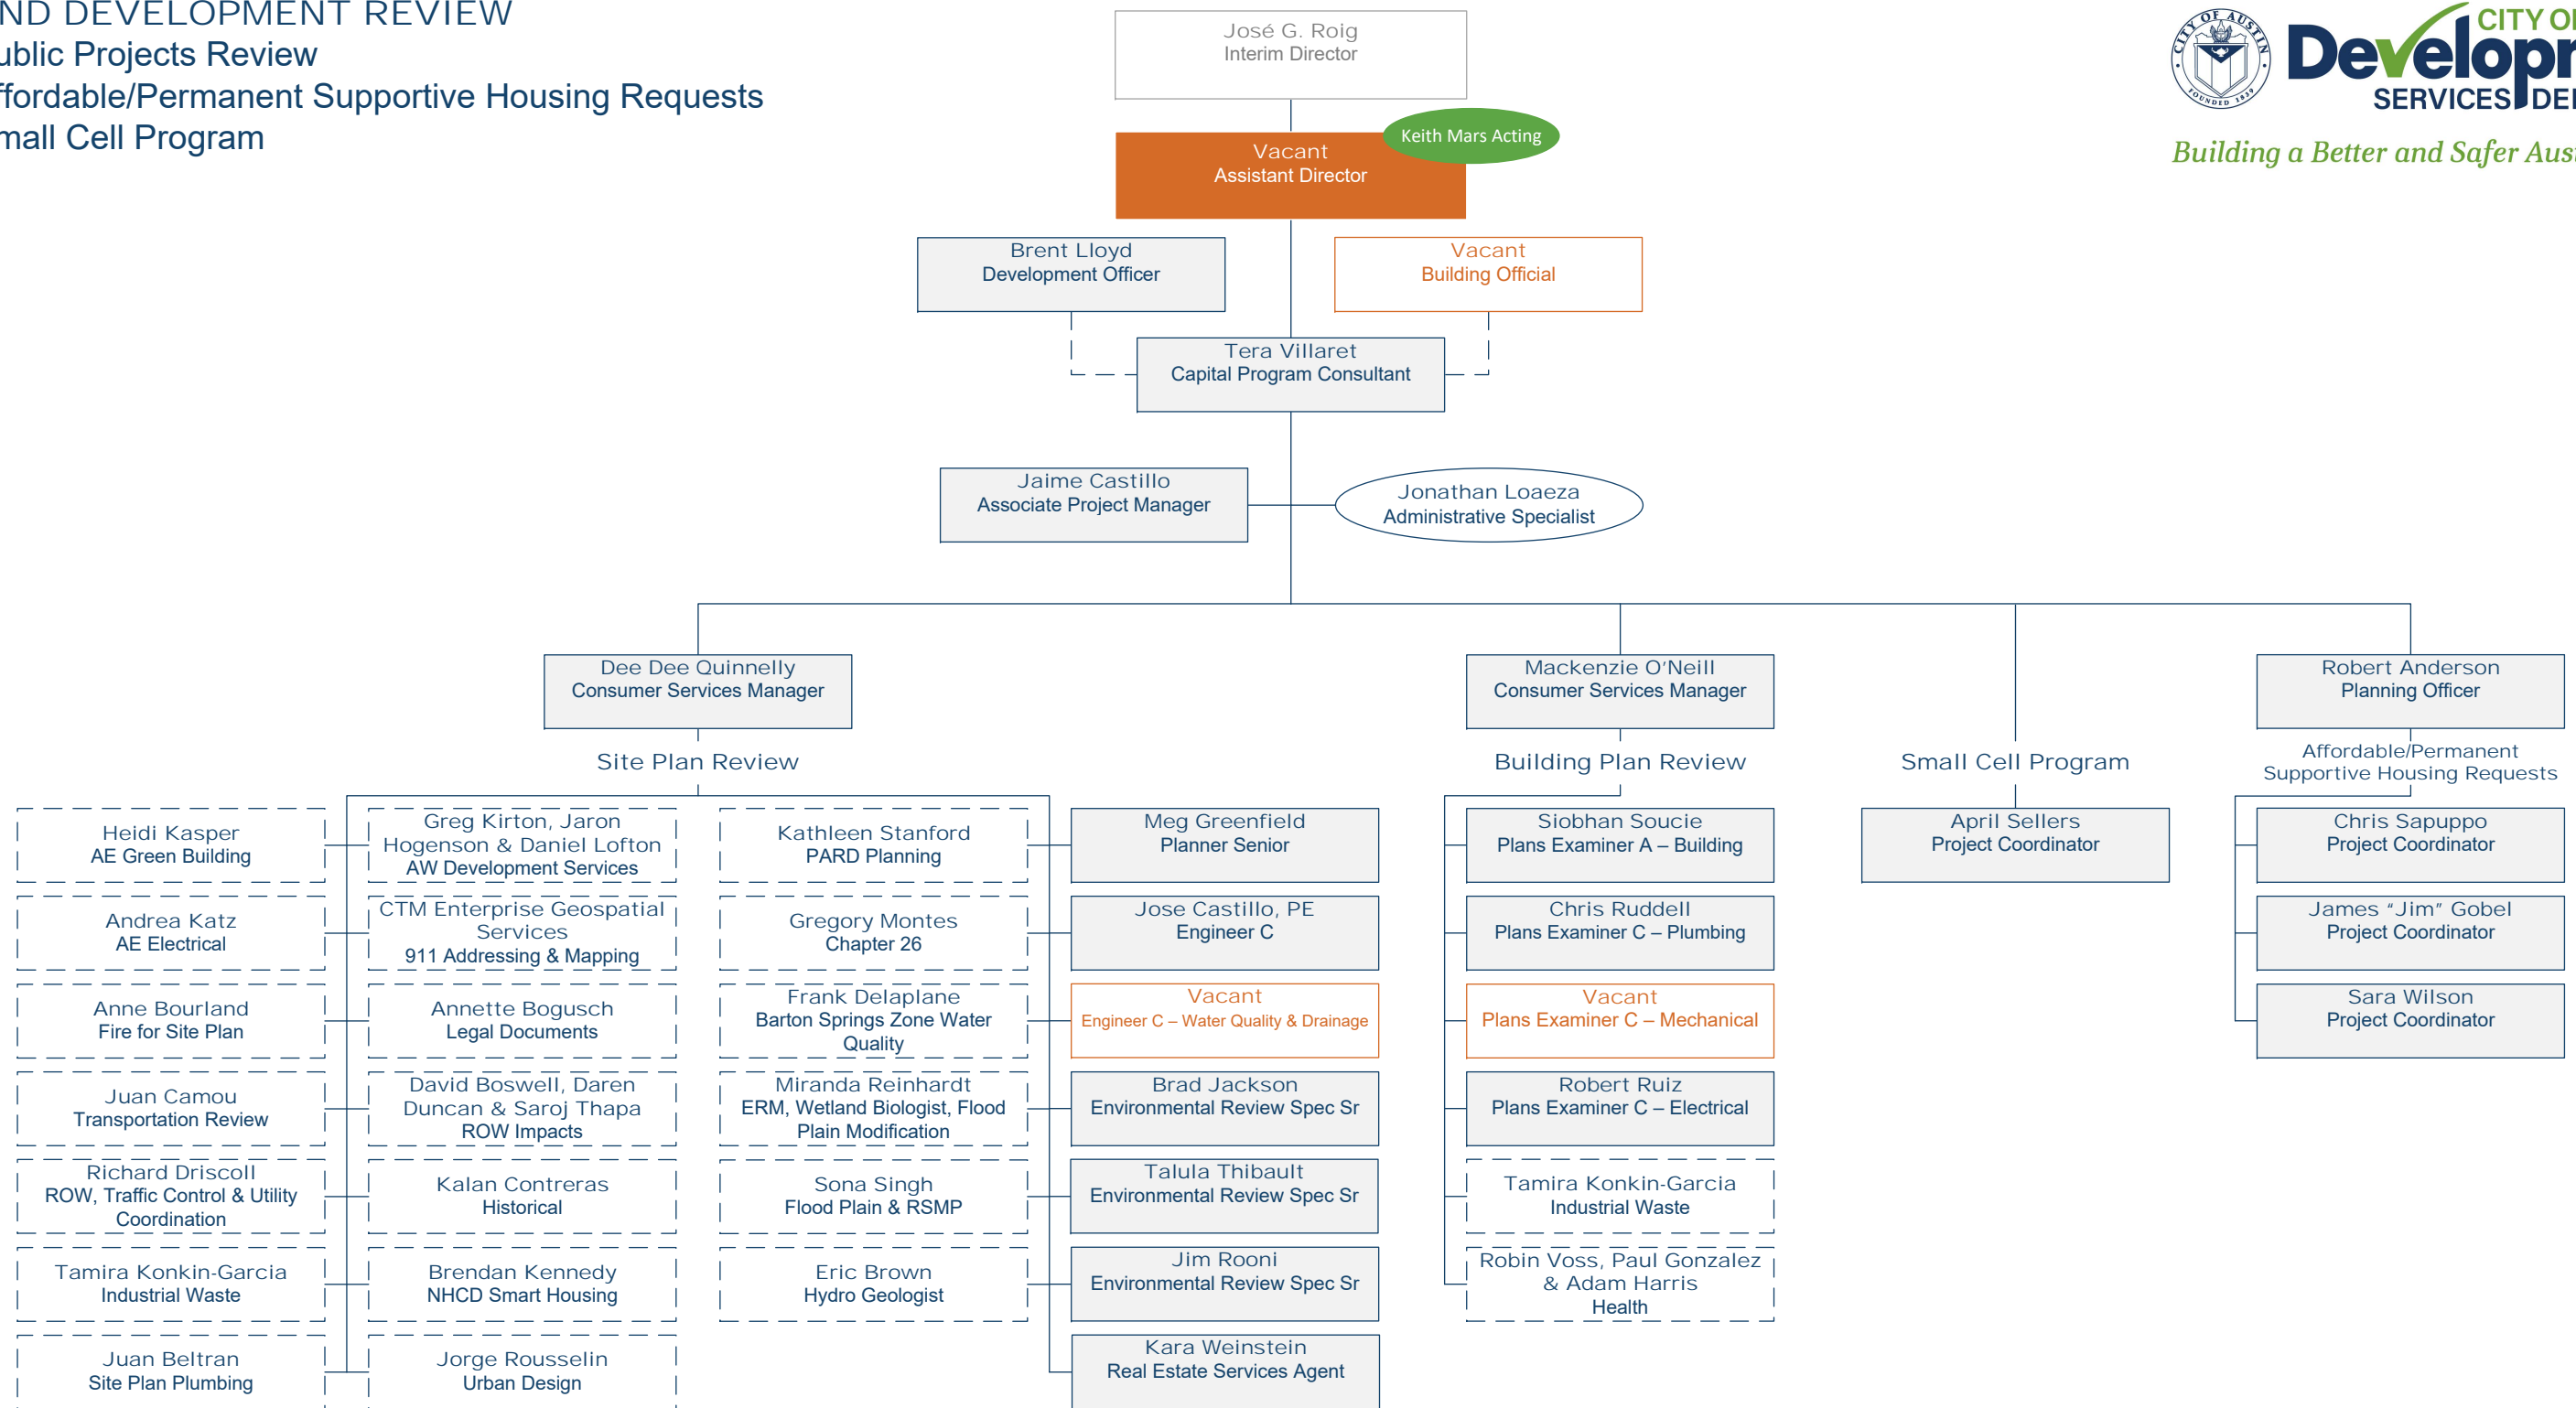 ND DEVELOPMENT REVIEW
ublic Projects Review
ffordable/Permanent Supportive Housing Requests
mall Cell Program
José G. Roig
Interim Director
Keith Mars Acting
Vacant
Assistant Director
CITY OF AUSTIN
FOUNDED 1839
CITY OF
Develop
SERVICES DE
Building a Better and Safer Aus
Brent Lloyd
Development Officer
Vacant
Building Official
Tera Villaret
Capital Program Consultant
Jaime Castillo
Associate Project Manager
Jonathan Loaeza
Administrative Specialist
Dee Dee Quinnelly
Consumer Services Manager
Mackenzie O’Neill
Consumer Services Manager
Robert Anderson
Planning Officer
Site Plan Review
Building Plan Review
Small Cell Program
Affordable/Permanent
Supportive Housing Requests
Heidi Kasper
AE Green Building
Andrea Katz
AE Electrical
Anne Bourland
Fire for Site Plan
Juan Camou
Transportation Review
Richard Driscoll
ROW, Traffic Control & Utility
Coordination
Tamira Konkin-Garcia
Industrial Waste
Juan Beltran
Site Plan Plumbing
Greg Kirton, Jaron
Hogenson & Daniel Lofton
AW Development Services
CTM Enterprise Geospatial
Services
911 Addressing & Mapping
Annette Bogusch
Legal Documents
David Boswell, Daren
Duncan & Saroj Thapa
ROW Impacts
Kalan Contreras
Historical
Brendan Kennedy
NHCD Smart Housing
Jorge Rousselin
Urban Design
Kathleen Stanford
PARD Planning
Gregory Montes
Chapter 26
Frank Delaplane
Barton Springs Zone Water
Quality
Miranda Reinhardt
ERM, Wetland Biologist, Flood
Plain Modification
Sona Singh
Flood Plain & RSMP
Eric Brown
Hydro Geologist
Meg Greenfield
Planner Senior
Jose Castillo, PE
Engineer C
Vacant
Engineer C – Water Quality & Drainage
Brad Jackson
Environmental Review Spec Sr
Talula Thibault
Environmental Review Spec Sr
Jim Rooni
Environmental Review Spec Sr
Kara Weinstein
Real Estate Services Agent
Siobhan Soucie
Plans Examiner A – Building
Chris Ruddell
Plans Examiner C – Plumbing
Vacant
Plans Examiner C – Mechanical
Robert Ruiz
Plans Examiner C – Electrical
Tamira Konkin-Garcia
Industrial Waste
Robin Voss, Paul Gonzalez
& Adam Harris
Health
April Sellers
Project Coordinator
Chris Sapuppo
Project Coordinator
James “Jim” Gobel
Project Coordinator
Sara Wilson
Project Coordinator